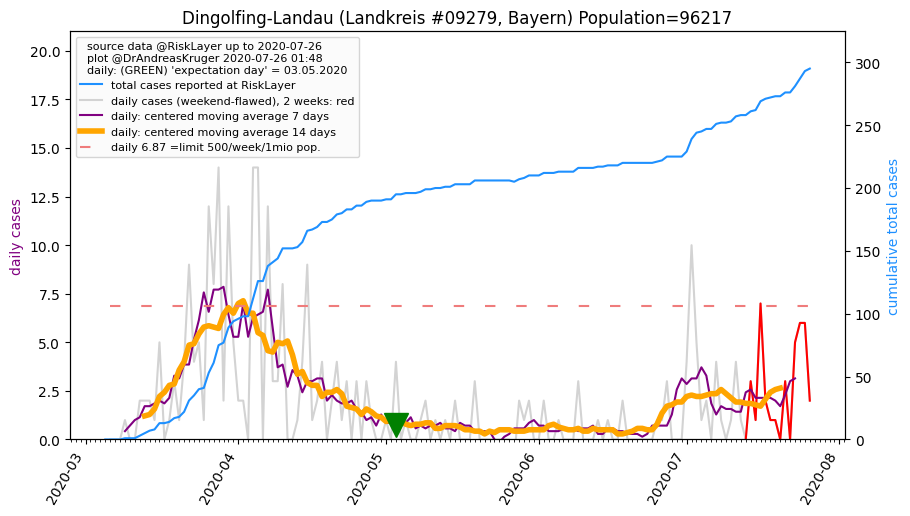 Dingolfing-Landau (Landkreis #09279, Bayern) Population=96217
source data @RiskLayer up to 2020-07-26
plot @DrAndreasKruger 2020-07-26 01:48
daily: (GREEN) 'expectation day' = 03.05.2020
total cases reported at RiskLayer
daily cases (weekend-flawed), 2 weeks: red
daily: centered moving average 7 days
daily: centered moving average 14 days
daily 6.87 =limit 500/week/1mio pop.
daily cases
20.0
17.5
15.0
12.5
10.0
7.5
5.0
2.5
0.0
300
250
200
150
100
50
0
cumulative total cases
2020-03
2020-04
2020-05
2020-06
2020-07
2020-08